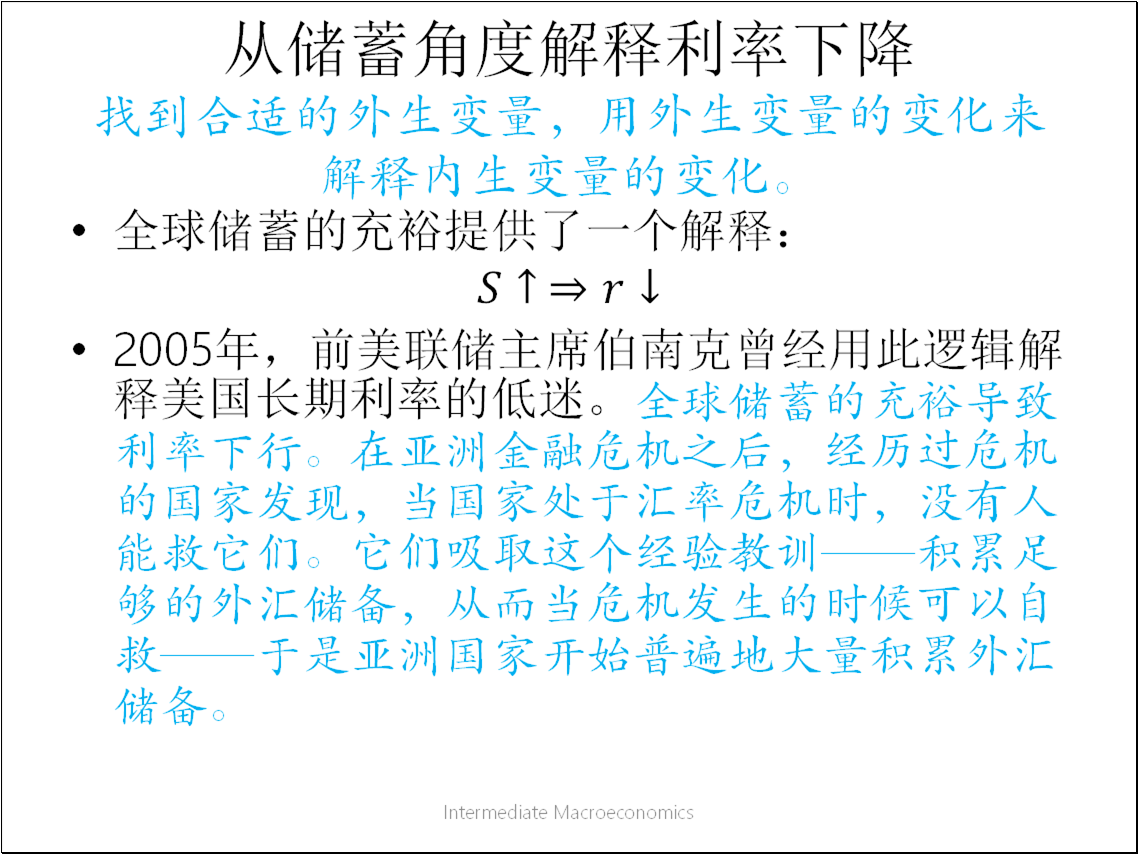 从储蓄角度解释利率下降
找到合适的外生变量，用外生变量的变化来
解释内生变量的变化。
• 全球储蓄的充裕提供了一个解释：
S ↑⇒ r ↓
• 2005年，前美联储主席伯南克曾经用此逻辑解
释美国长期利率的低迷。全球储蓄的充裕导致
利率下行。在亚洲金融危机之后，经历过危机
的国家发现，当国家处于汇率危机时，没有人
能救它们。它们吸取这个经验教训——积累足
够的外汇储备，从而当危机发生的时候可以自
救——于是亚洲国家开始普遍地大量积累外汇
储备。
Intermediate Macroeconomics